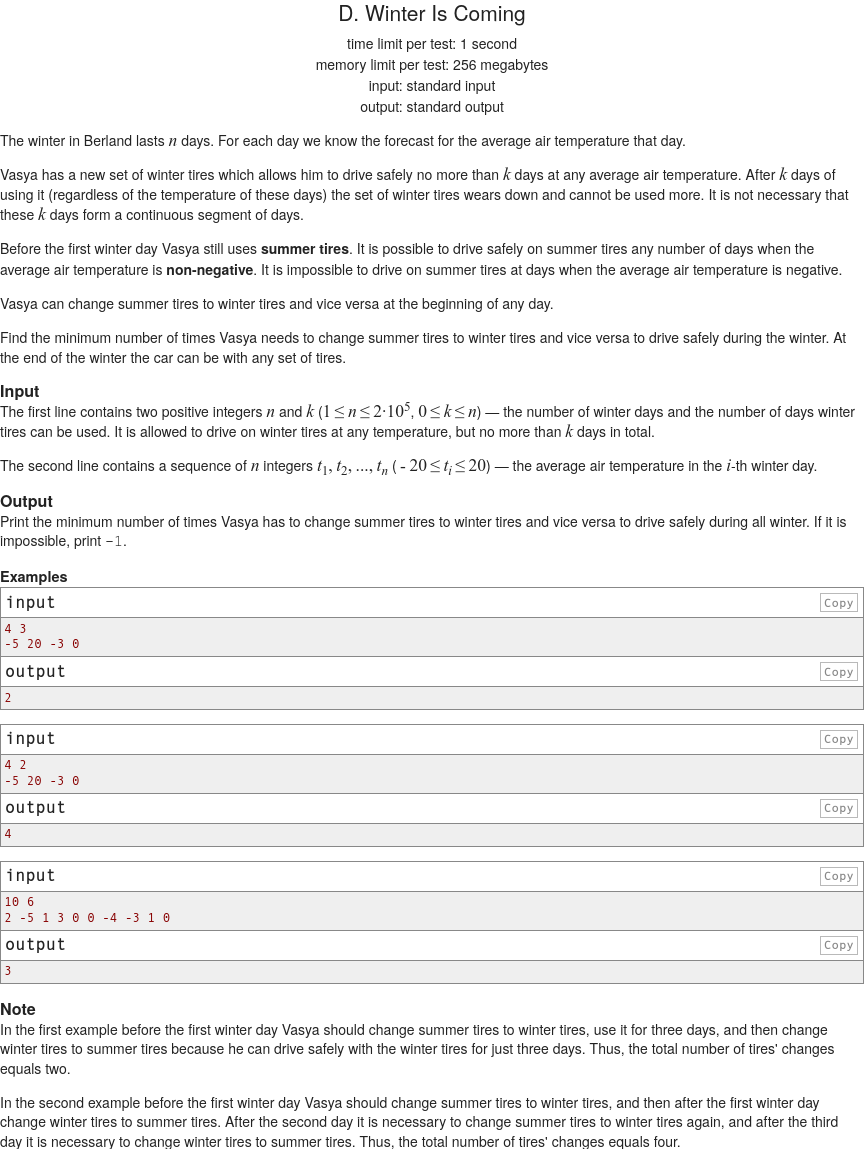 D. Winter Is Coming
time limit per test: 1 second
memory limit per test: 256 megabytes
input: standard input
output: standard output
The winter in Berland lasts n days. For each day we know the forecast for the average air temperature that day.
Vasya has a new set of winter tires which allows him to drive safely no more than k days at any average air temperature. After k days of
using it (regardless of the temperature of these days) the set of winter tires wears down and cannot be used more. It is not necessary that
these k days form a continuous segment of days.
Before the first winter day Vasya still uses summer tires. It is possible to drive safely on summer tires any number of days when the
average air temperature is non-negative. It is impossible to drive on summer tires at days when the average air temperature is negative.
Vasya can change summer tires to winter tires and vice versa at the beginning of any day.
Find the minimum number of times Vasya needs to change summer tires to winter tires and vice versa to drive safely during the winter. At
the end of the winter the car can be with any set of tires.
Input
The first line contains two positive integers n and k (1 ≤ n ≤ 2·10⁵, 0 ≤ k ≤ n) — the number of winter days and the number of days winter
tires can be used. It is allowed to drive on winter tires at any temperature, but no more than k days in total.
The second line contains a sequence of n integers t₁, t₂, ..., tₙ ( - 20 ≤ tᵢ ≤ 20) — the average air temperature in the i-th winter day.
Output
Print the minimum number of times Vasya has to change summer tires to winter tires and vice versa to drive safely during all winter. If it is
impossible, print -1.
Examples
input Copy
4 3
-5 20 -3 0
output Copy
2
input Copy
4 2
-5 20 -3 0
output Copy
4
input Copy
10 6
2 -5 1 3 0 0 -4 -3 1 0
output Copy
3
Note
In the first example before the first winter day Vasya should change summer tires to winter tires, use it for three days, and then change
winter tires to summer tires because he can drive safely with the winter tires for just three days. Thus, the total number of tires' changes
equals two.
In the second example before the first winter day Vasya should change summer tires to winter tires, and then after the first winter day
change winter tires to summer tires. After the second day it is necessary to change summer tires to winter tires again, and after the third
day it is necessary to change winter tires to summer tires. Thus, the total number of tires' changes equals four.